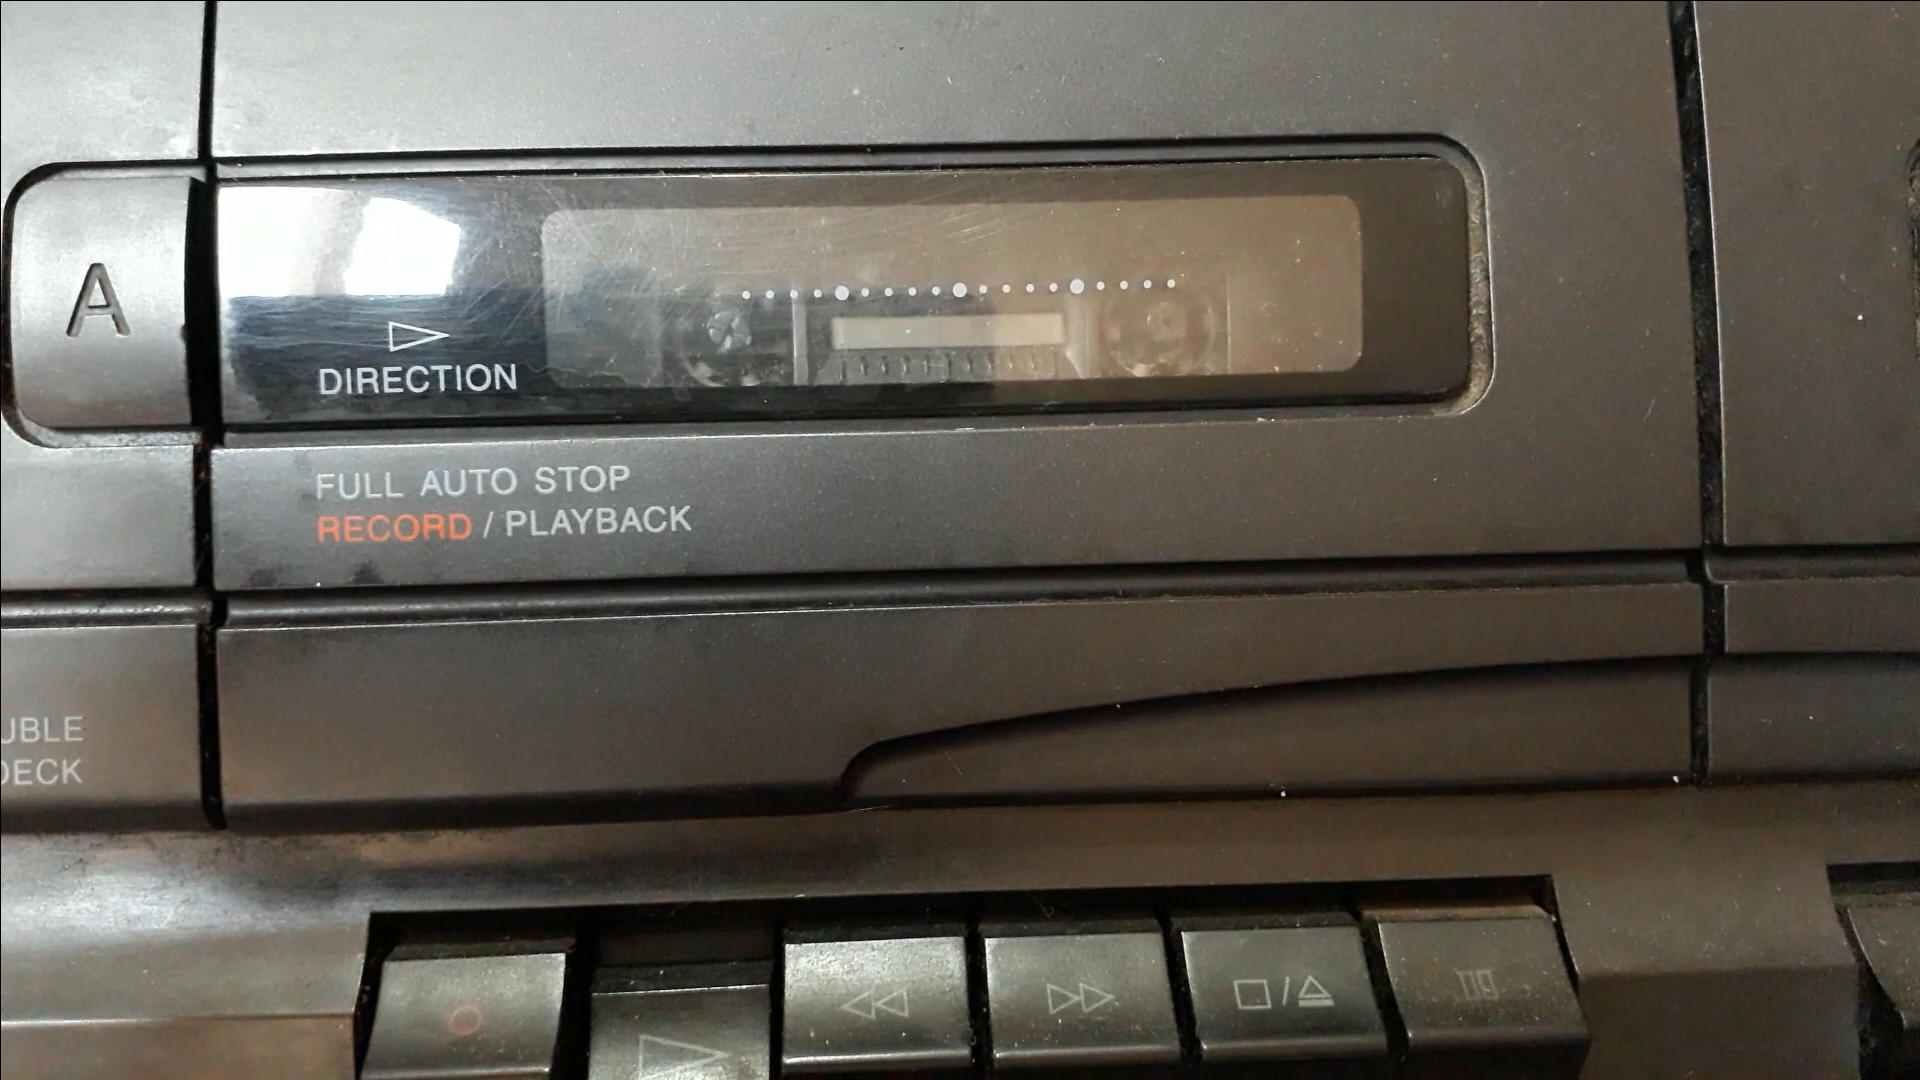 A
DIRECTION
FULL AUTO STOP
RECORD / PLAYBACK
UBLE
DECK